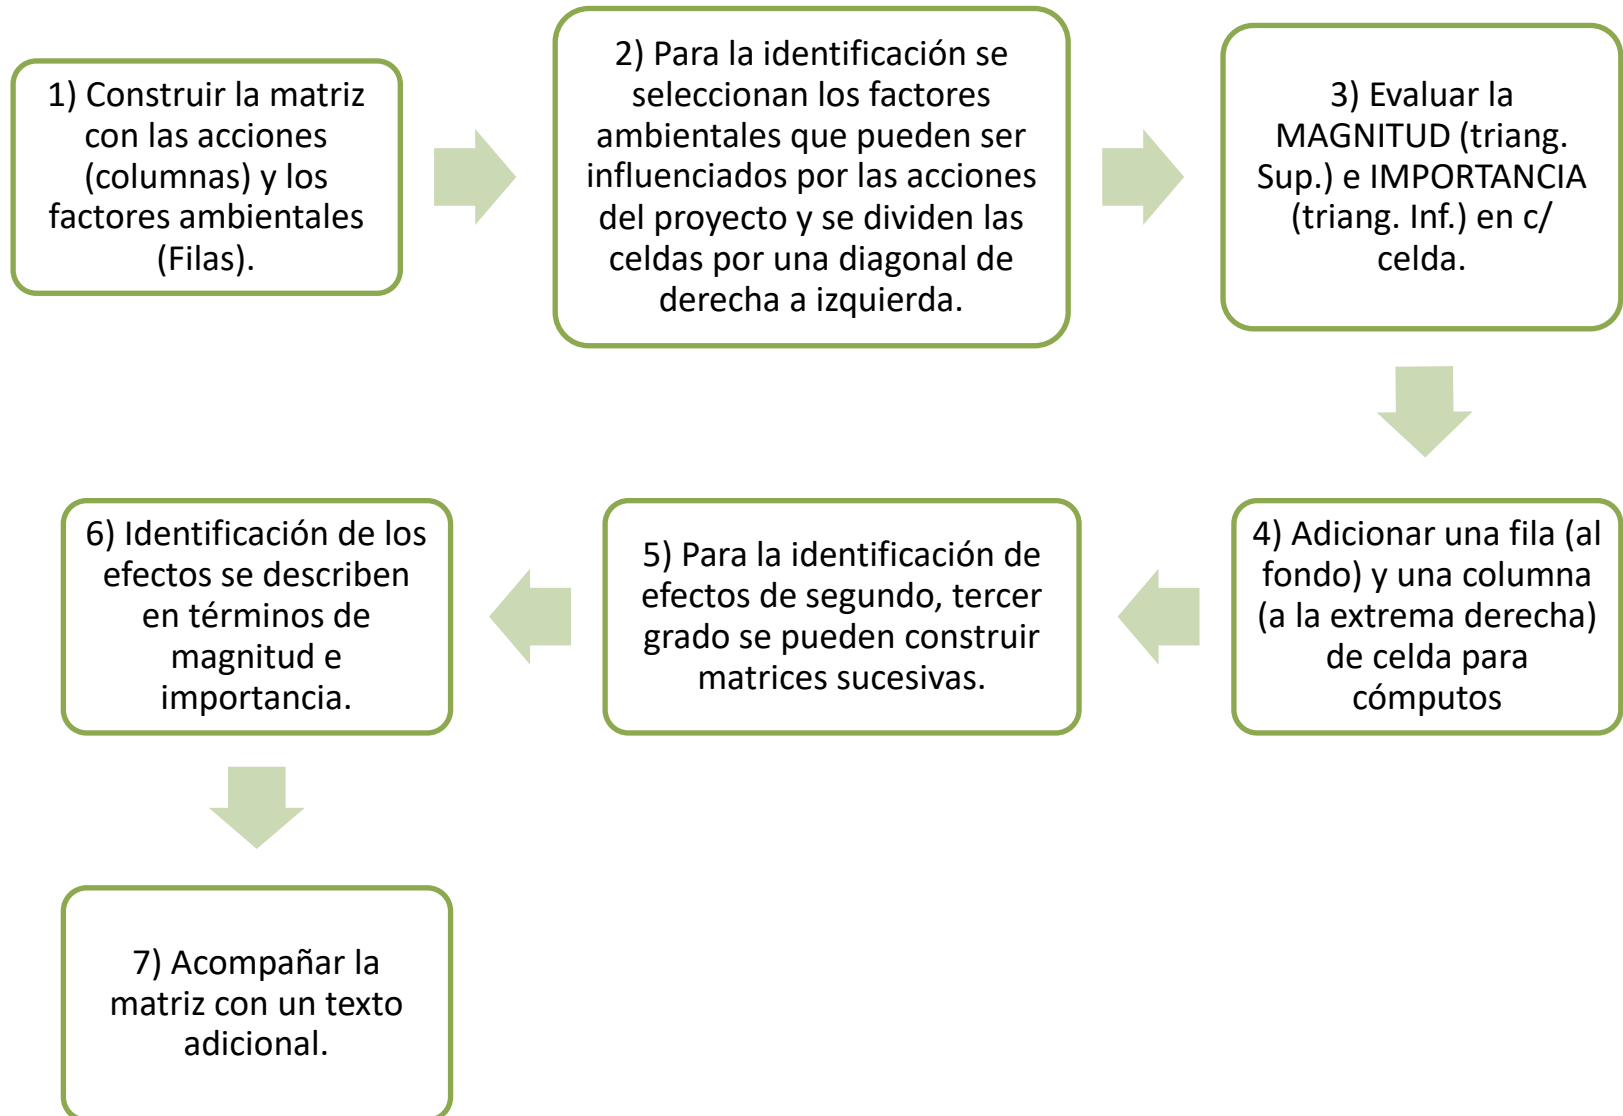 1) Construir la matriz
con las acciones
(columnas) y los
factores ambientales
(Filas).
2) Para la identificación se
seleccionan los factores
ambientales que pueden ser
influenciados por las acciones
del proyecto y se dividen las
celdas por una diagonal de
derecha a izquierda.
3) Evaluar la
MAGNITUD (triang.
Sup.) e IMPORTANCIA
(triang. Inf.) en c/
celda.
4) Adicionar una fila (al
fondo) y una columna
(a la extrema derecha)
de celda para
cómputos
5) Para la identificación de
efectos de segundo, tercer
grado se pueden construir
matrices sucesivas.
6) Identificación de los
efectos se describen
en términos de
magnitud e
importancia.
7) Acompañar la
matriz con un texto
adicional.